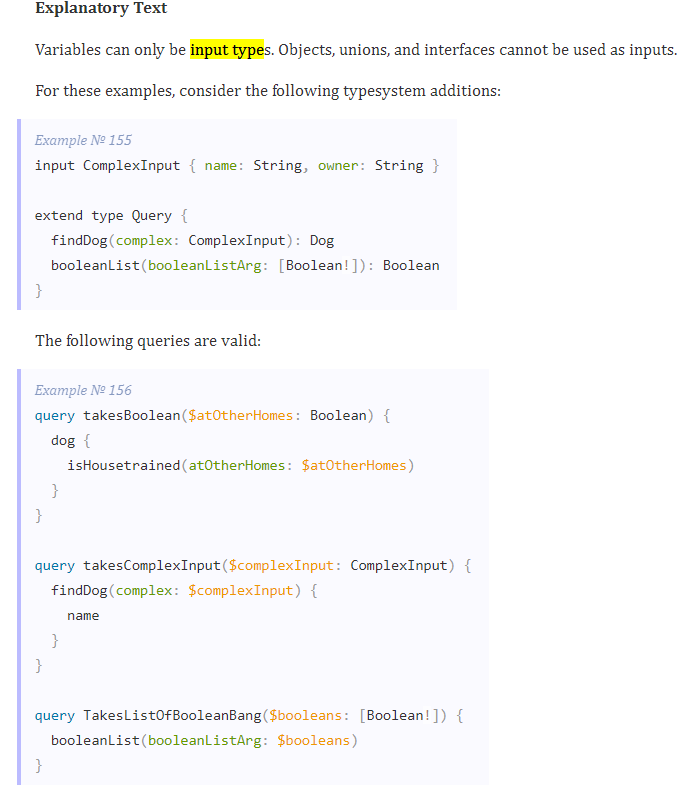 Explanatory Text
Variables can only be input types. Objects, unions, and interfaces cannot be used as inputs.
For these examples, consider the following typesystem additions:
Example № 155
input ComplexInput { name: String, owner: String }
extend type Query {
  findDog(complex: ComplexInput): Dog
  booleanList(booleanListArg: [Boolean!]): Boolean
}
The following queries are valid:
Example № 156
query takesBoolean($atOtherHomes: Boolean) {
  dog {
    isHousetrained(atOtherHomes: $atOtherHomes)
  }
}
query takesComplexInput($complexInput: ComplexInput) {
  findDog(complex: $complexInput) {
    name
  }
}
query TakesListOfBooleanBang($booleans: [Boolean!]) {
  booleanList(booleanListArg: $booleans)
}